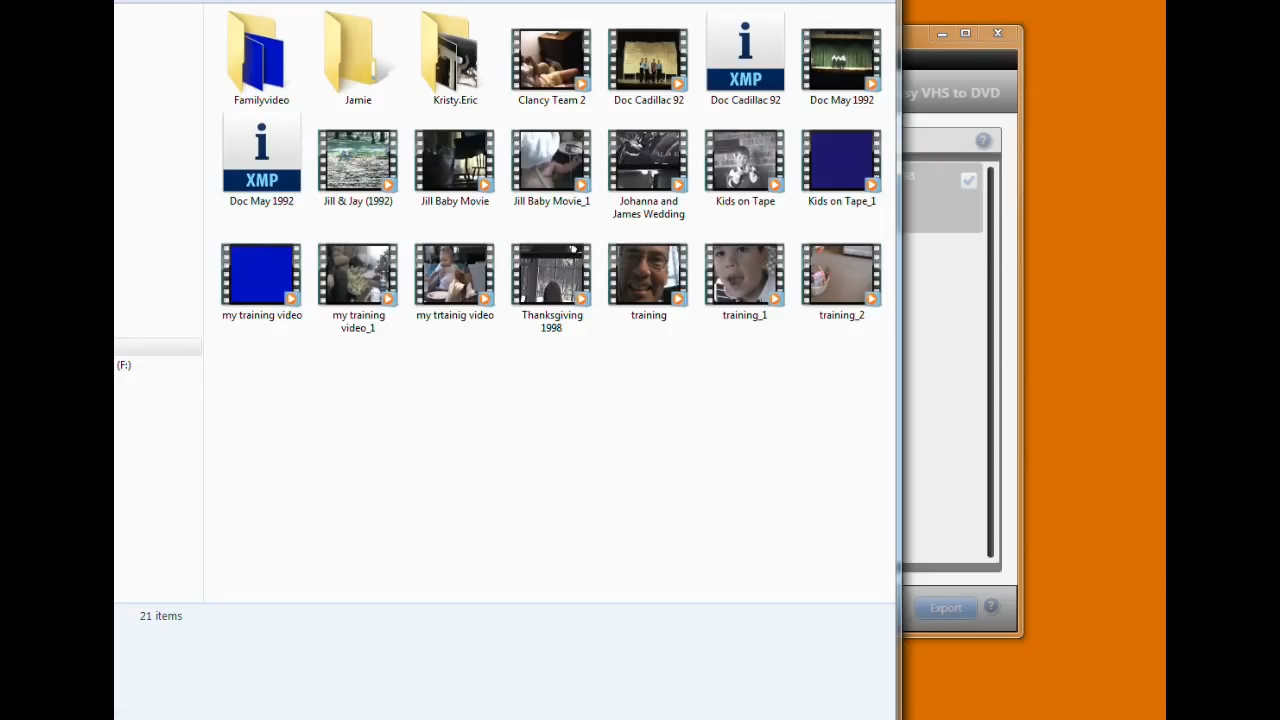 Familyvideo
Jamie
Kristy.Eric
Clancy Team 2
Doc Cadillac 92
XMP
Doc Cadillac 92
Doc May 1992
XMP
Doc May 1992
Jill & Jay (1992)
Jill Baby Movie
Jill Baby Movie_1
Johanna and
James Wedding
Kids on Tape
Kids on Tape_1
my training video
my training
video_1
my trtainig video
Thanksgiving
1998
training
training_1
training_2
(F:)
21 items
sy VHS to DVD
?
98
Export
?